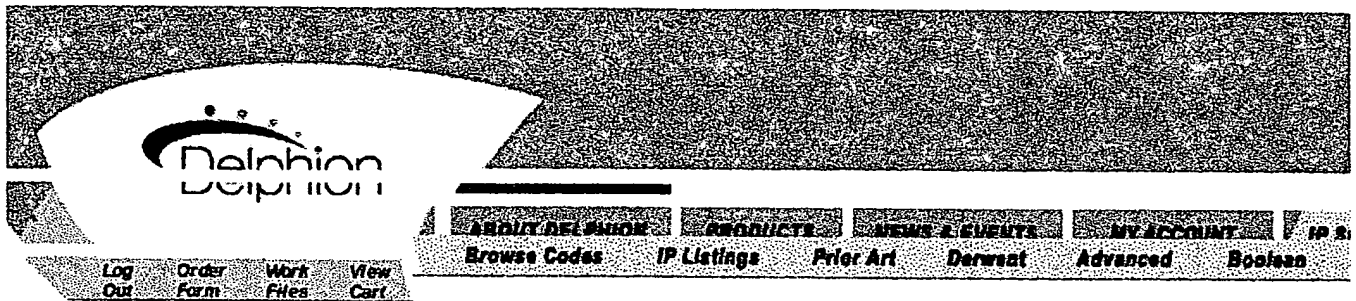 Delphion
ABOUT DELPHION PRODUCTS NEWS & EVENTS MY ACCOUNT
Browse Codes IP Listings Prior Art Derwent Advanced Boolean
Log Out Order Form Work Files View Cart